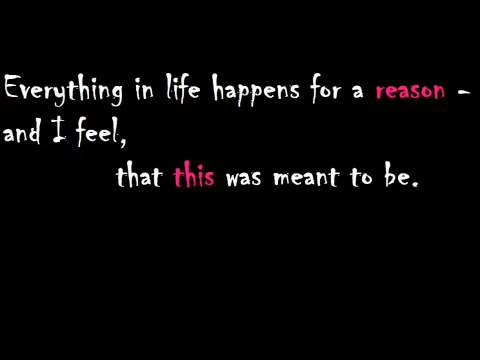 Everything in life happens for a reason -
and I feel,
that this was meant to be.